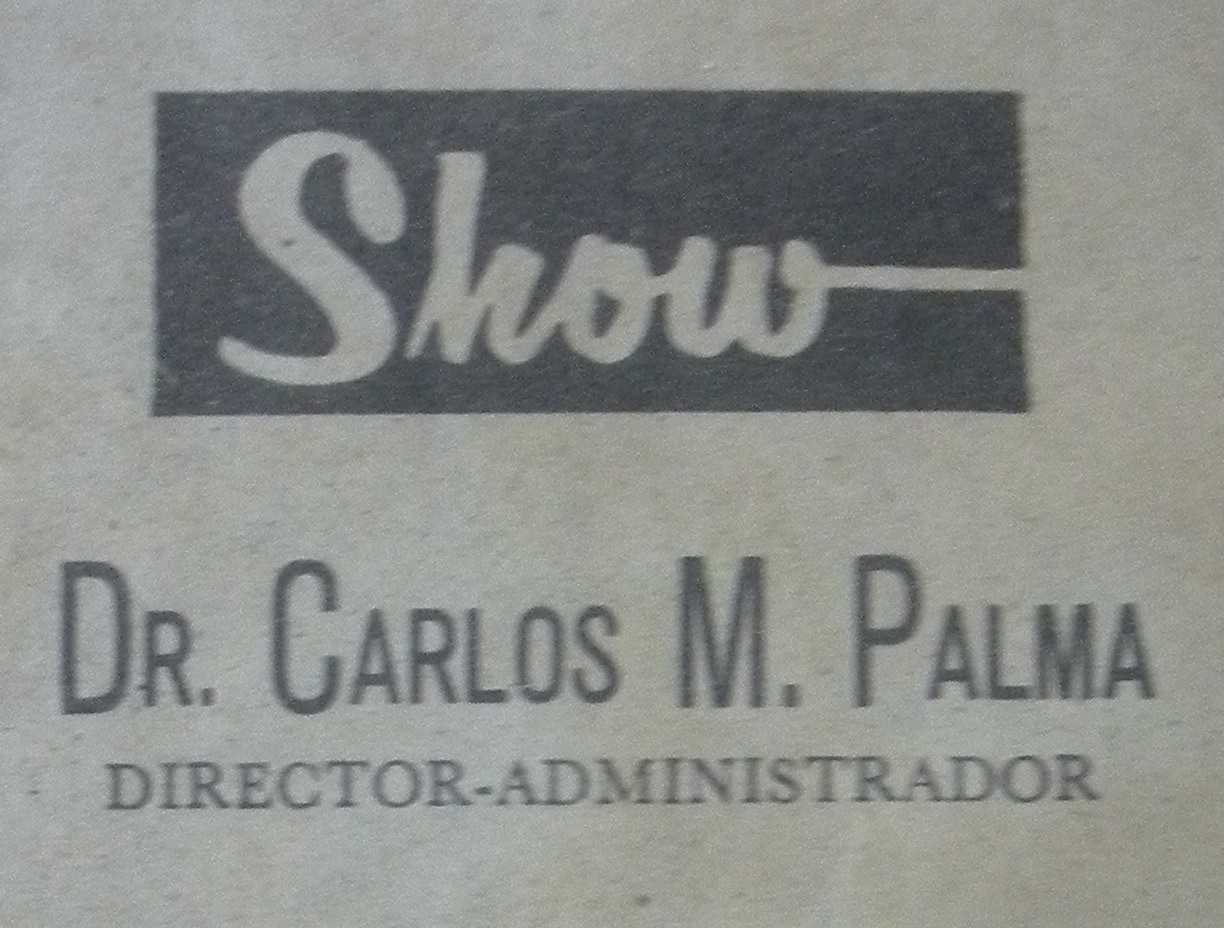 Show
DR. CARLOS M. PALMA
DIRECTOR-ADMINISTRADOR